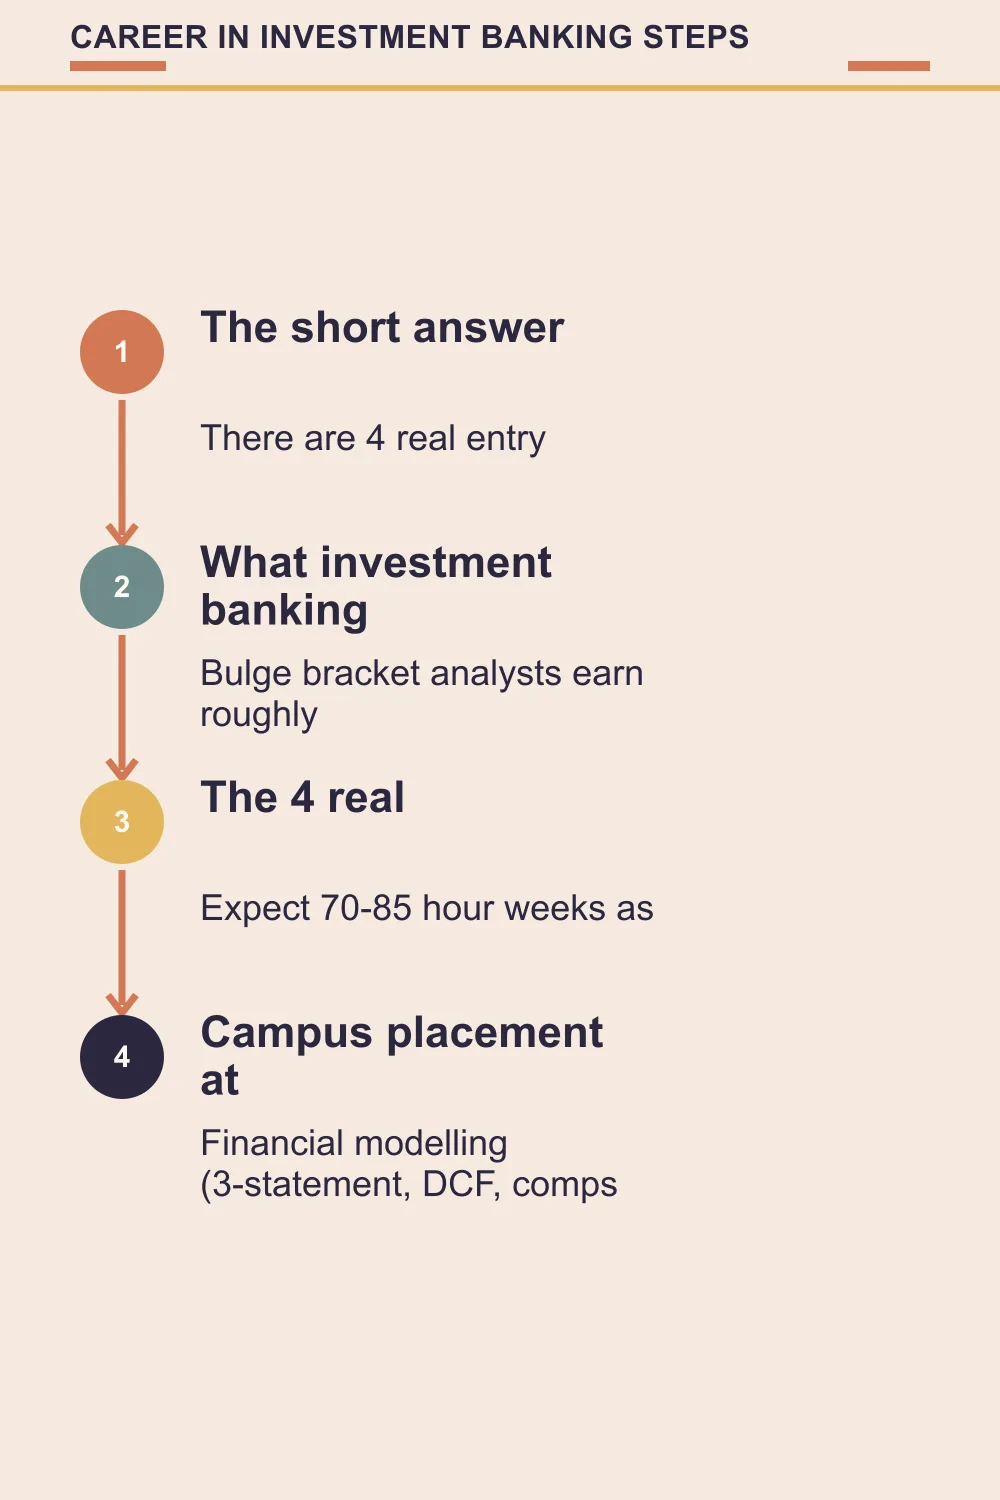 CAREER IN INVESTMENT BANKING STEPS
1
The short answer
There are 4 real entry
2
What investment
banking
Bulge bracket analysts earn
roughly
3
The 4 real
Expect 70-85 hour weeks as
4
Campus placement
at
Financial modelling
(3-statement, DCF, comps